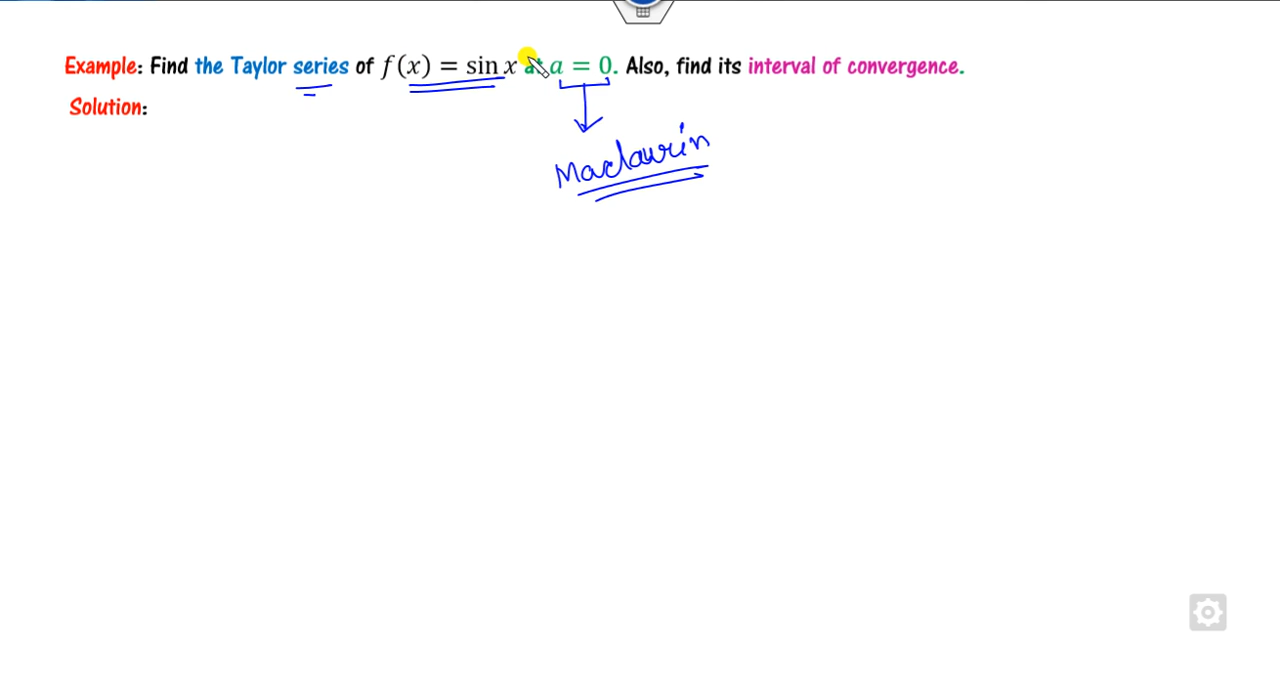 Example: Find the Taylor series of f(x) = sin x at a = 0. Also, find its interval of convergence.
Solution:
Maclaurin